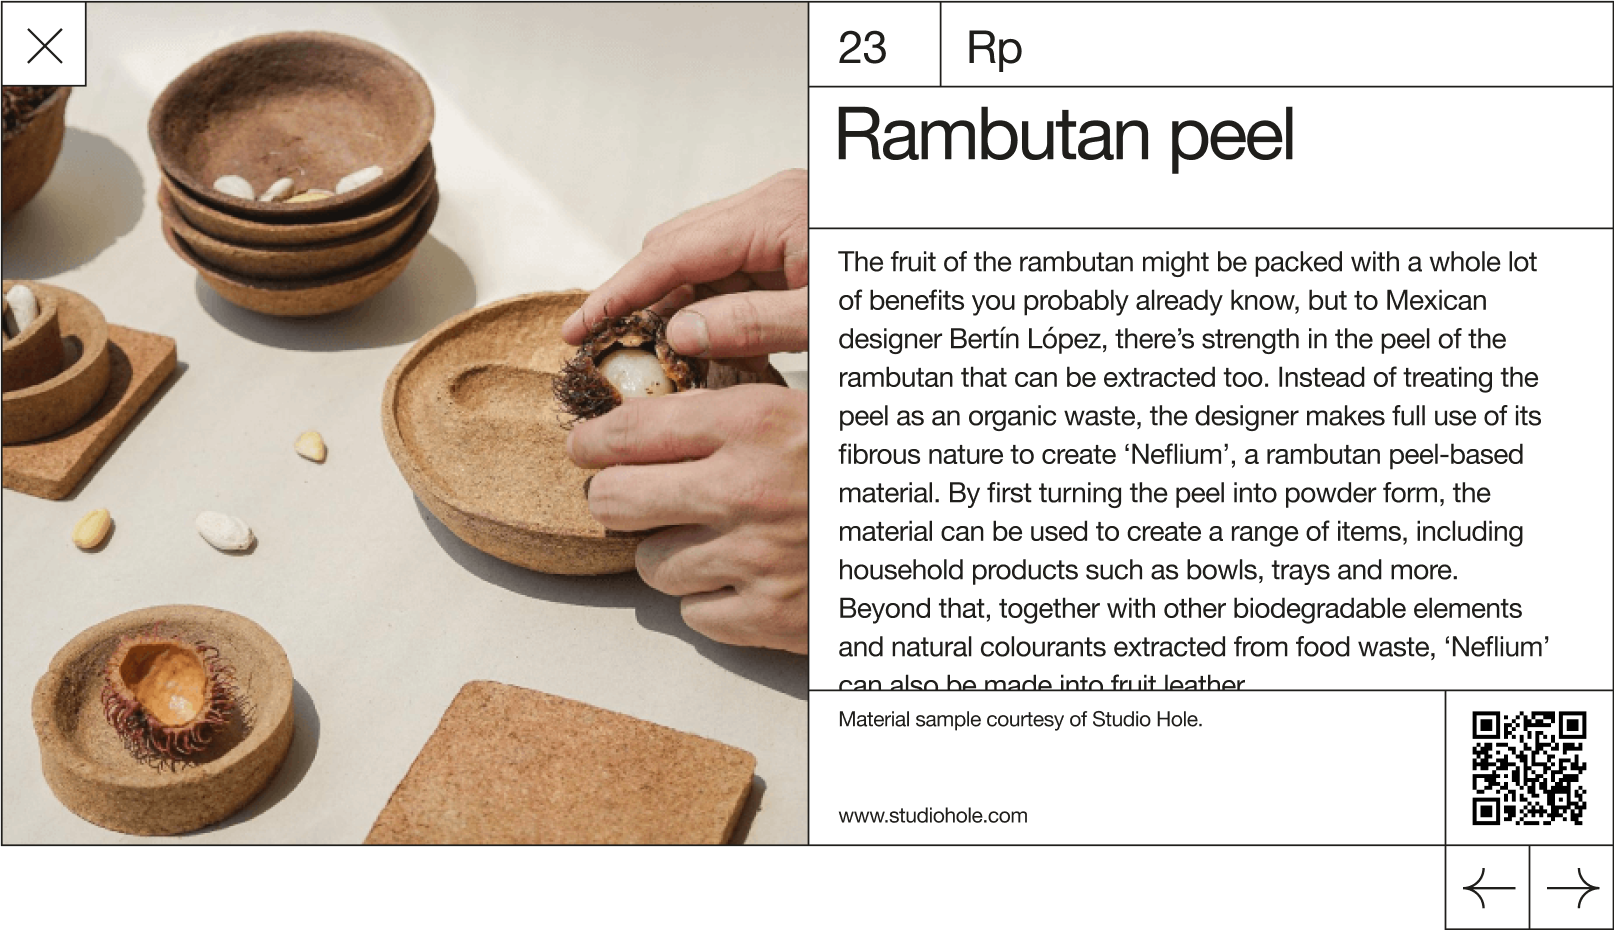 23
Rp
Rambutan peel
The fruit of the rambutan might be packed with a whole lot
of benefits you probably already know, but to Mexican
designer Bertín López, there’s strength in the peel of the
rambutan that can be extracted too. Instead of treating the
peel as an organic waste, the designer makes full use of its
fibrous nature to create ‘Neflium’, a rambutan peel-based
material. By first turning the peel into powder form, the
material can be used to create a range of items, including
household products such as bowls, trays and more.
Beyond that, together with other biodegradable elements
and natural colourants extracted from food waste, ‘Neflium’
can also be made into fruit leather.
Material sample courtesy of Studio Hole.
www.studiohole.com